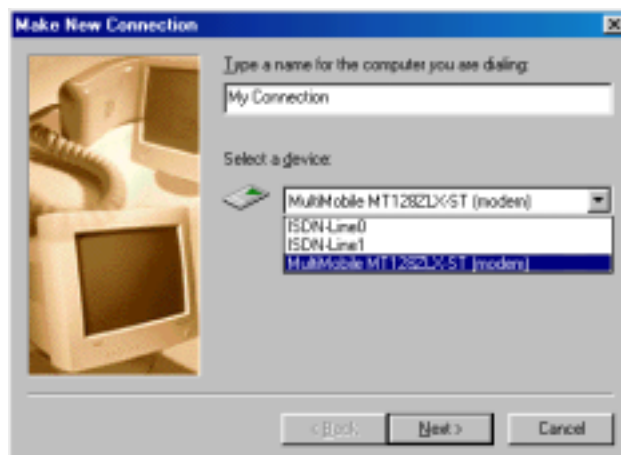 Make New Connection
Type a name for the computer you are dialing:
My Connection
Select a device:
MultiMobile MT128ZLX-ST (modem)
ISDN-Line0
ISDN-Line1
MultiMobile MT128ZLX-ST (modem)
< Back
Next >
Cancel